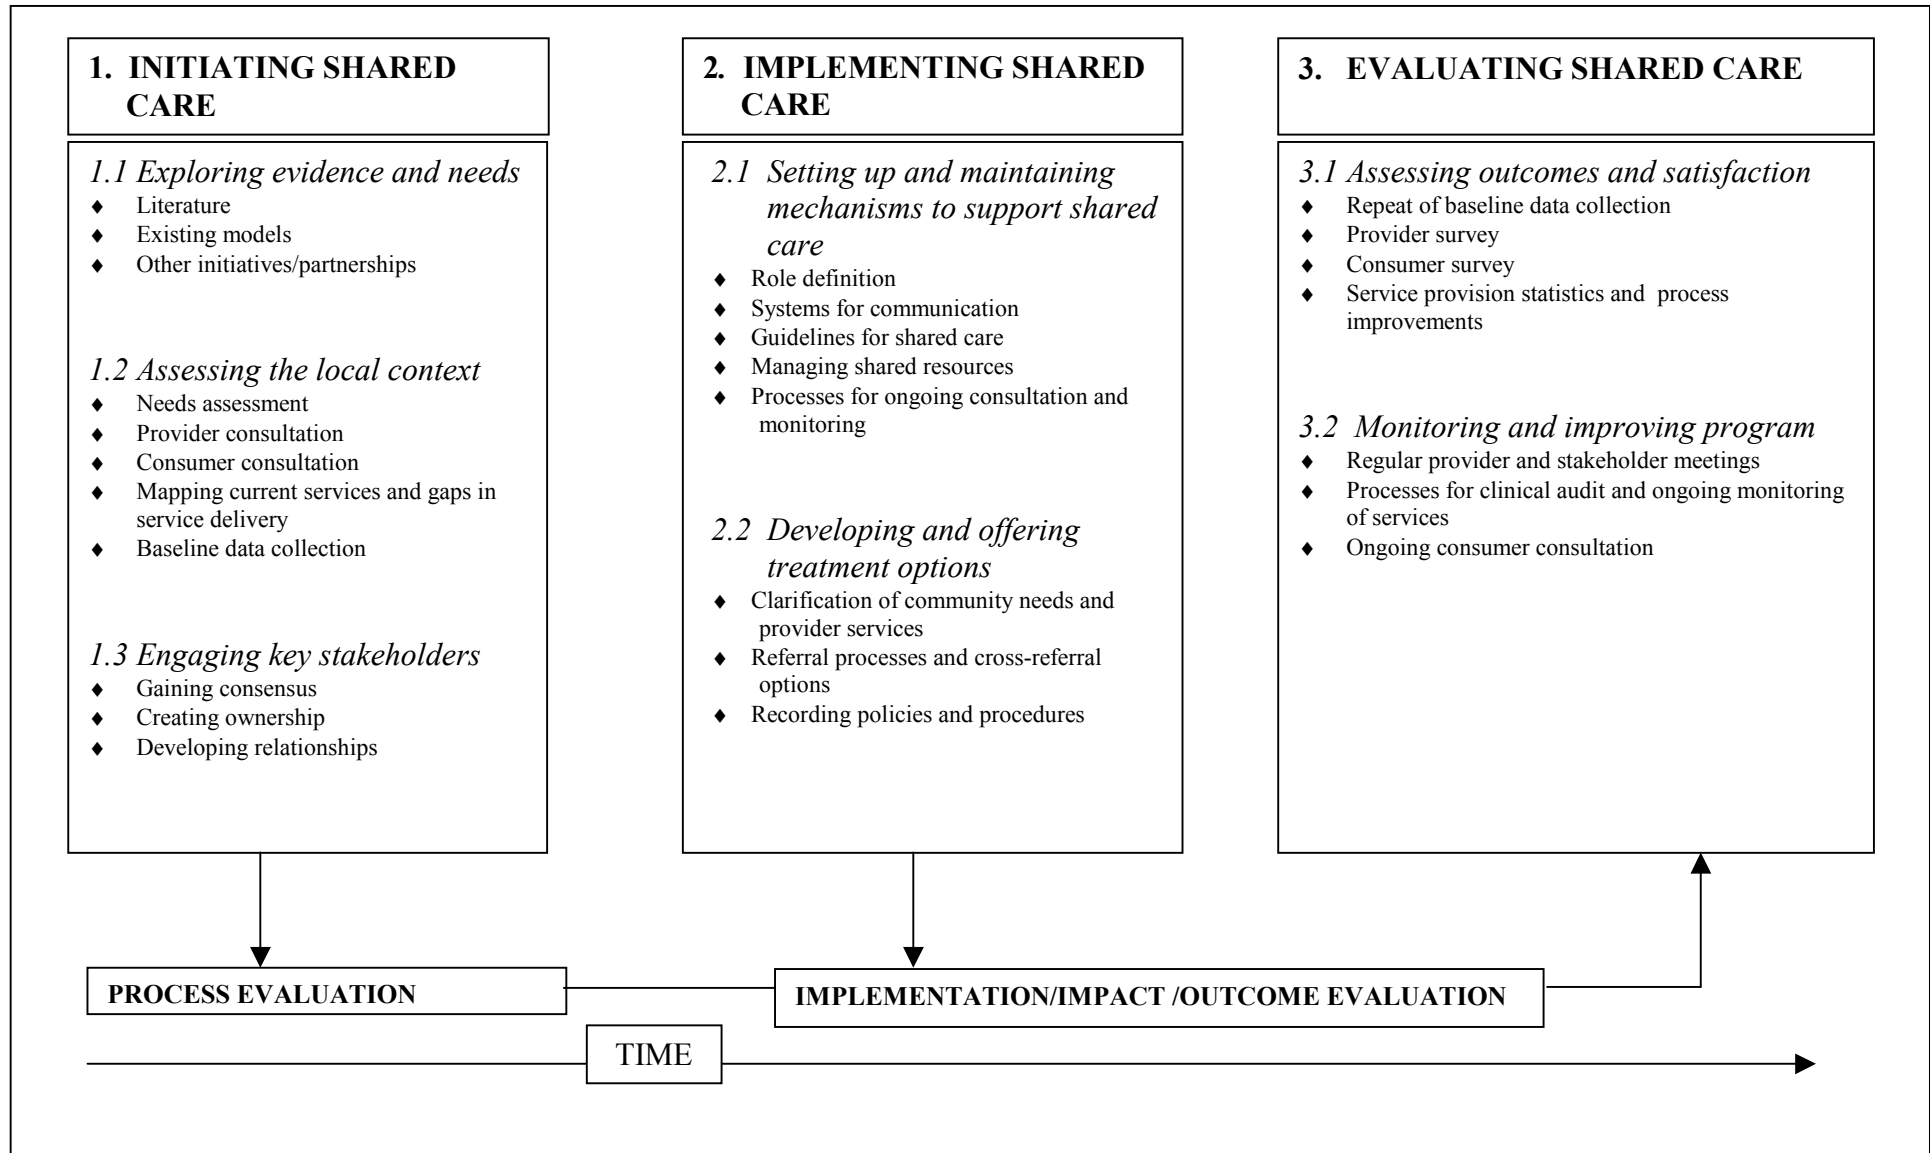 1. INITIATING SHARED
CARE
1.1 Exploring evidence and needs
♦ Literature
♦ Existing models
♦ Other initiatives/partnerships
1.2 Assessing the local context
♦ Needs assessment
♦ Provider consultation
♦ Consumer consultation
♦ Mapping current services and gaps in
service delivery
♦ Baseline data collection
1.3 Engaging key stakeholders
♦ Gaining consensus
♦ Creating ownership
♦ Developing relationships
2. IMPLEMENTING SHARED
CARE
2.1 Setting up and maintaining
mechanisms to support shared
care
♦ Role definition
♦ Systems for communication
♦ Guidelines for shared care
♦ Managing shared resources
♦ Processes for ongoing consultation and
monitoring
2.2 Developing and offering
treatment options
♦ Clarification of community needs and
provider services
♦ Referral processes and cross-referral
options
♦ Recording policies and procedures
3. EVALUATING SHARED CARE
3.1 Assessing outcomes and satisfaction
♦ Repeat of baseline data collection
♦ Provider survey
♦ Consumer survey
♦ Service provision statistics and process
improvements
3.2 Monitoring and improving program
♦ Regular provider and stakeholder meetings
♦ Processes for clinical audit and ongoing monitoring
of services
♦ Ongoing consumer consultation
PROCESS EVALUATION
IMPLEMENTATION/IMPACT /OUTCOME EVALUATION
TIME